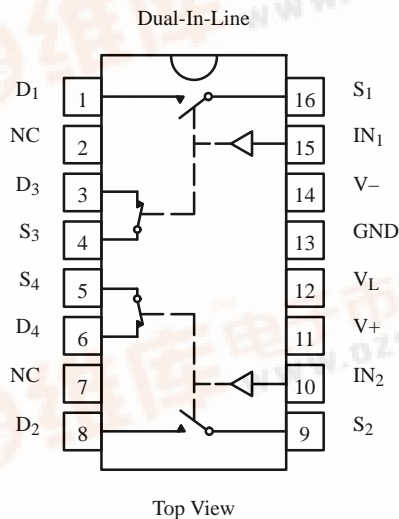 Dual-In-Line
D1 1 16 S1
NC 2 15 IN1
D3 3 14 V–
S3 4 13 GND
S4 5 12 VL
D4 6 11 V+
NC 7 10 IN2
D2 8 9 S2
Top View